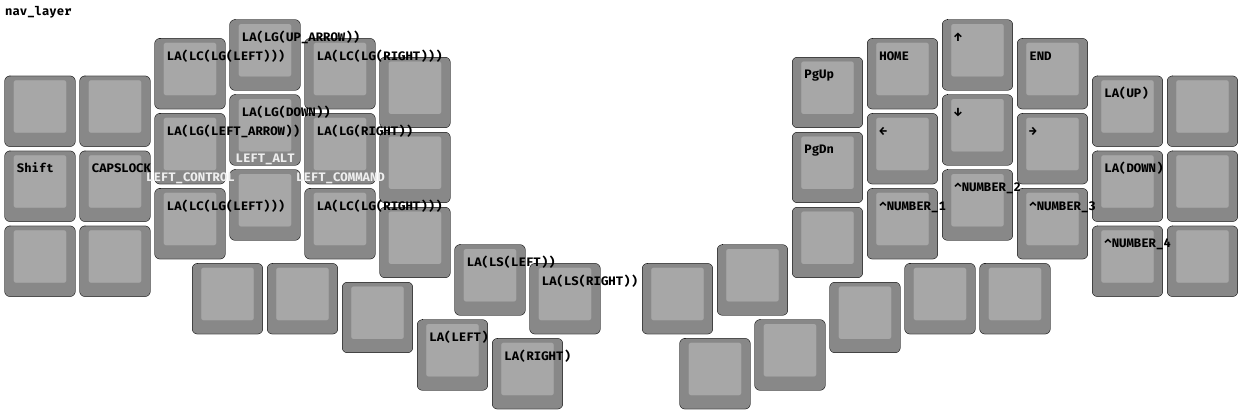 nav_layer
LA(LG(UP_ARROW))
LA(LC(LG(LEFT)))
LA(LC(LG(RIGHT)))
LA(LG(DOWN))
LA(LG(LEFT_ARROW))
LA(LG(RIGHT))
LEFT_ALT
Shift
CAPSLOCK
LEFT_CONTROL
LEFT_COMMAND
LA(LC(LG(LEFT)))
LA(LC(LG(RIGHT)))
LA(LS(LEFT))
LA(LS(RIGHT))
LA(LEFT)
LA(RIGHT)
↑
HOME
END
PgUp
LA(UP)
↓
←
→
PgDn
LA(DOWN)
^NUMBER_2
^NUMBER_1
^NUMBER_3
^NUMBER_4